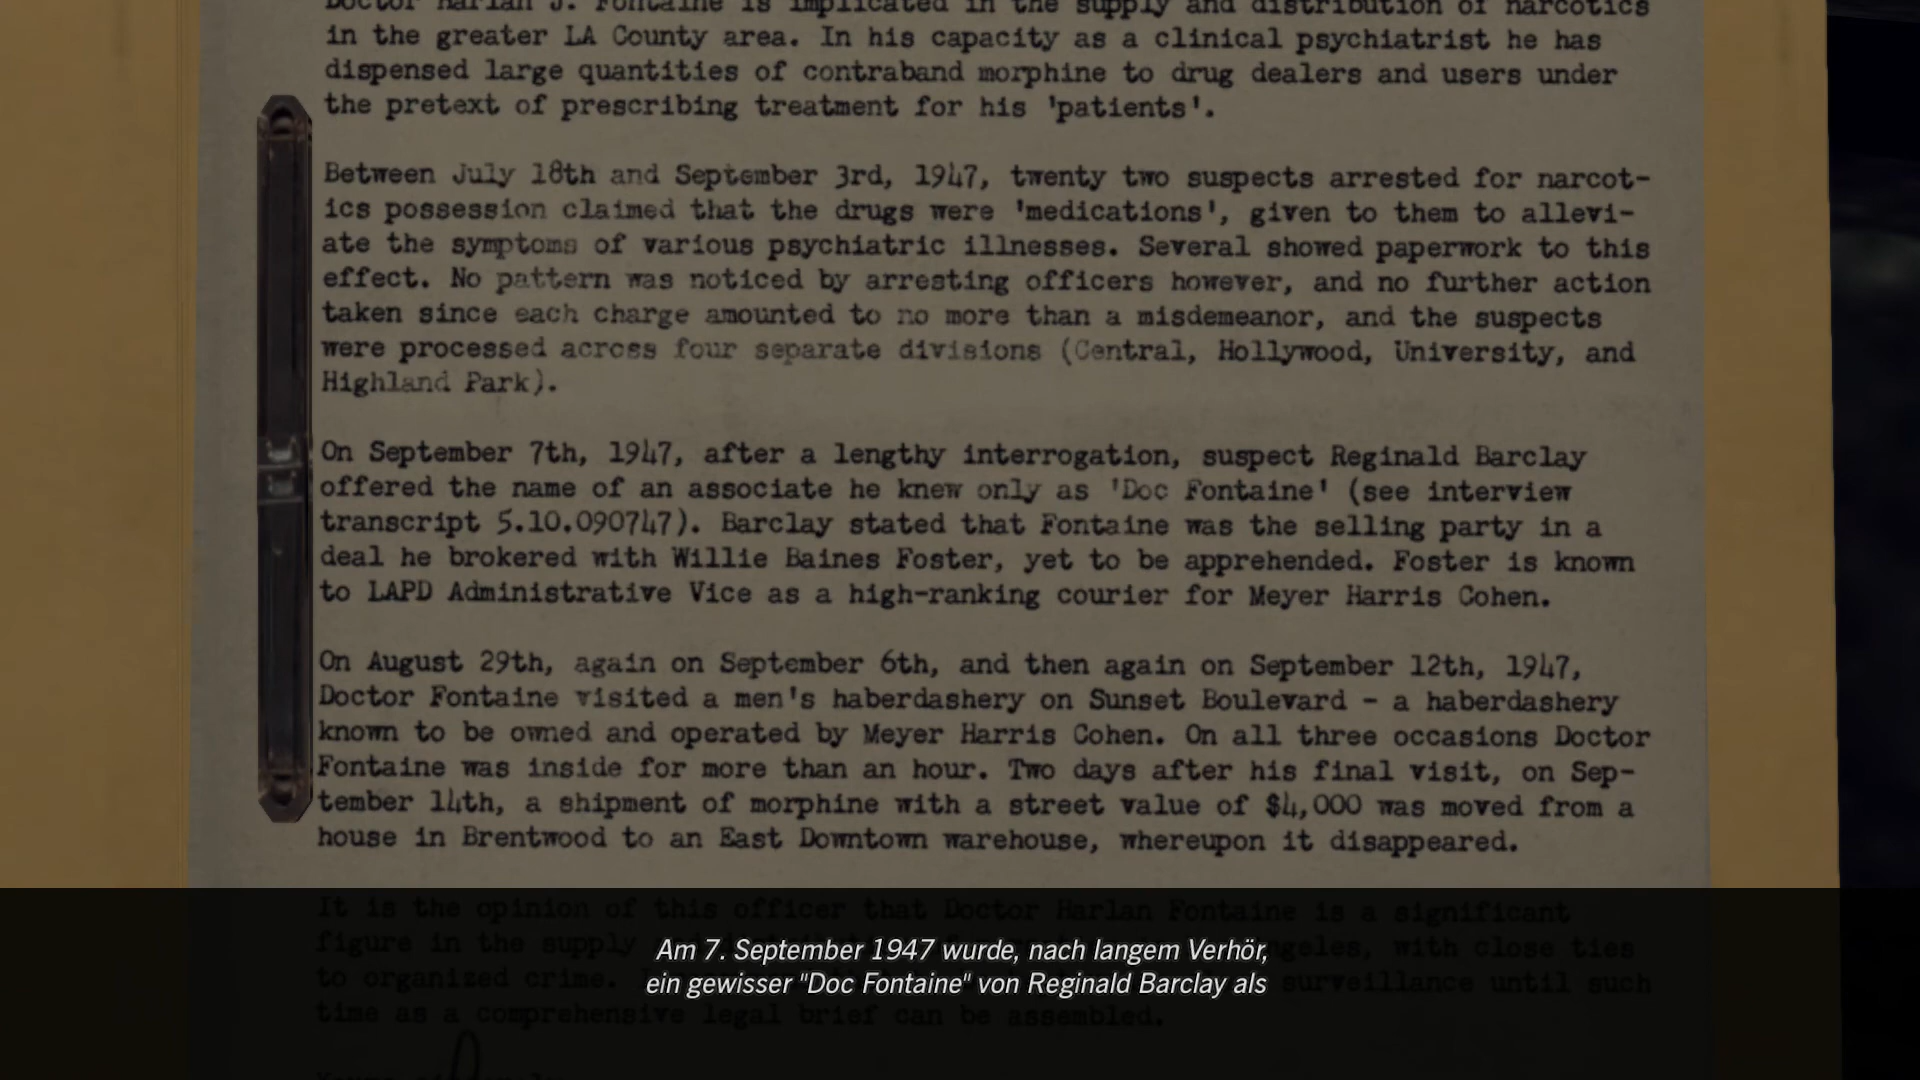 Doctor Harlan J. Fontaine is implicated in the supply and distribution of narcotics
in the greater LA County area. In his capacity as a clinical psychiatrist he has
dispensed large quantities of contraband morphine to drug dealers and users under
the pretext of prescribing treatment for his 'patients'.
Between July 18th and September 3rd, 1947, twenty two suspects arrested for narcot-
ics possession claimed that the drugs were 'medications', given to them to allevi-
ate the symptoms of various psychiatric illnesses. Several showed paperwork to this
effect. No pattern was noticed by arresting officers however, and no further action
taken since each charge amounted to no more than a misdemeanor, and the suspects
were processed across four separate divisions (Central, Hollywood, University, and
Highland Park).
On September 7th, 1947, after a lengthy interrogation, suspect Reginald Barclay
offered the name of an associate he knew only as 'Doc Fontaine' (see interview
transcript 5.10.090747). Barclay stated that Fontaine was the selling party in a
deal he brokered with Willie Baines Foster, yet to be apprehended. Foster is known
to LAPD Administrative Vice as a high-ranking courier for Meyer Harris Cohen.
On August 29th, again on September 6th, and then again on September 12th, 1947,
Doctor Fontaine visited a men's haberdashery on Sunset Boulevard - a haberdashery
known to be owned and operated by Meyer Harris Cohen. On all three occasions Doctor
Fontaine was inside for more than an hour. Two days after his final visit, on Sep-
tember 14th, a shipment of morphine with a street value of $4,000 was moved from a
house in Brentwood to an East Downtown warehouse, whereupon it disappeared.
It is the opinion of this officer that Doctor Harlan Fontaine is a significant
figure in the supply with close ties
to organized crime. surveillance until such
time as a comprehensive legal brief can be assembled.
Am 7. September 1947 wurde, nach langem Verhör,
ein gewisser "Doc Fontaine" von Reginald Barclay als